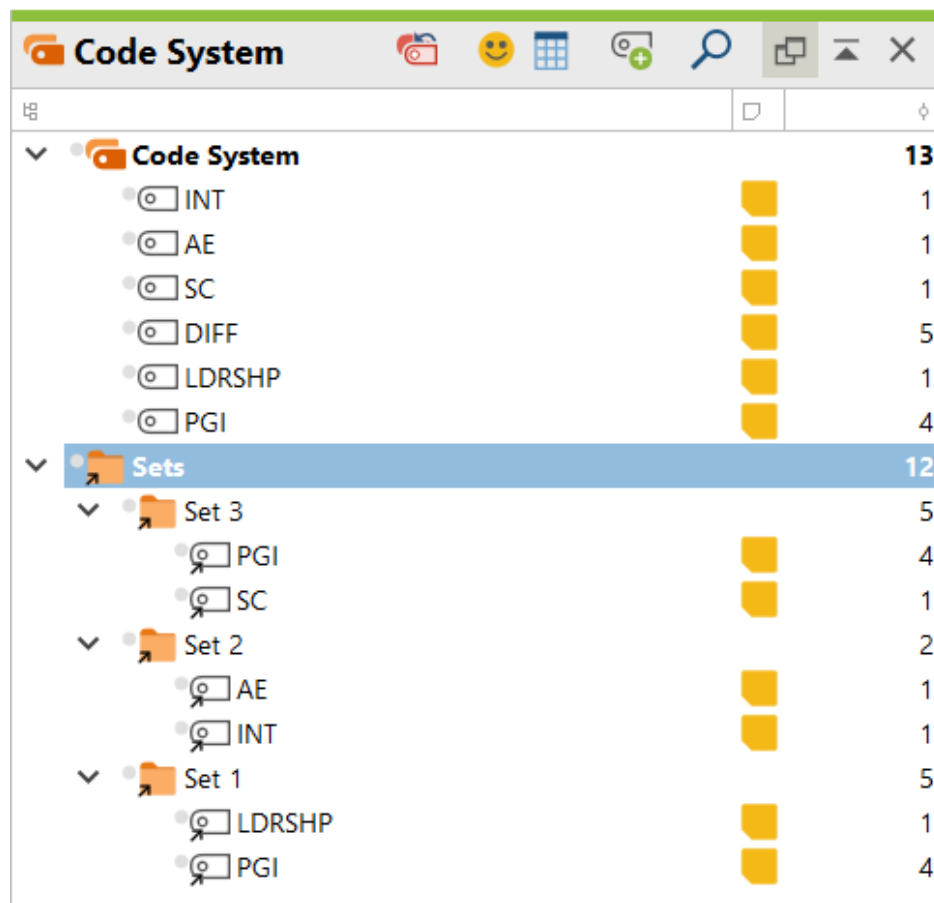 Code System
Code System 13
INT 1
AE 1
SC 1
DIFF 5
LDRSHP 1
PGI 4
Sets 12
Set 3 5
PGI 4
SC 1
Set 2 2
AE 1
INT 1
Set 1 5
LDRSHP 1
PGI 4